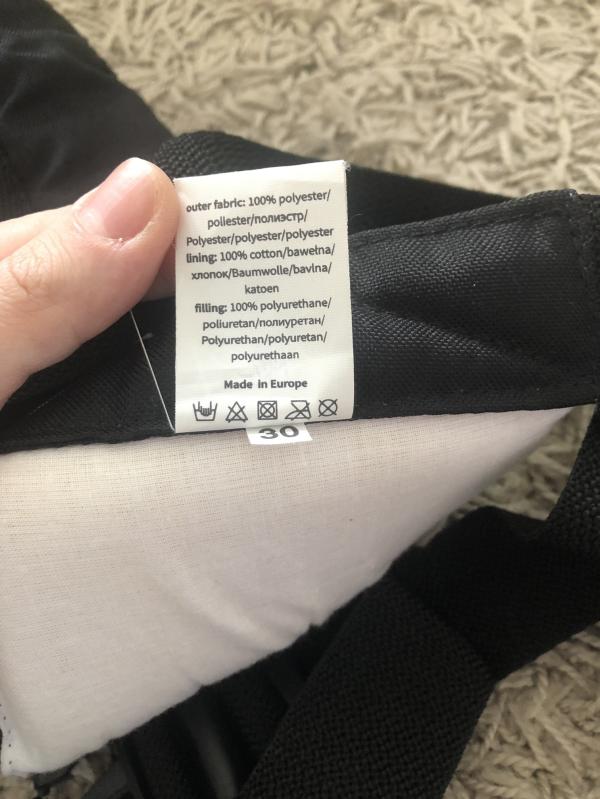 outer fabric: 100% polyester/
poliester/полиэстр/
Polyester/polyester/polyester
lining: 100% cotton/bawełna/
хлопок/Baumwolle/bavlna/
katoen
filling: 100% polyurethane/
poliuretan/полиуретан/
Polyurethan/polyuretan/
polyurethaan
Made in Europe
30